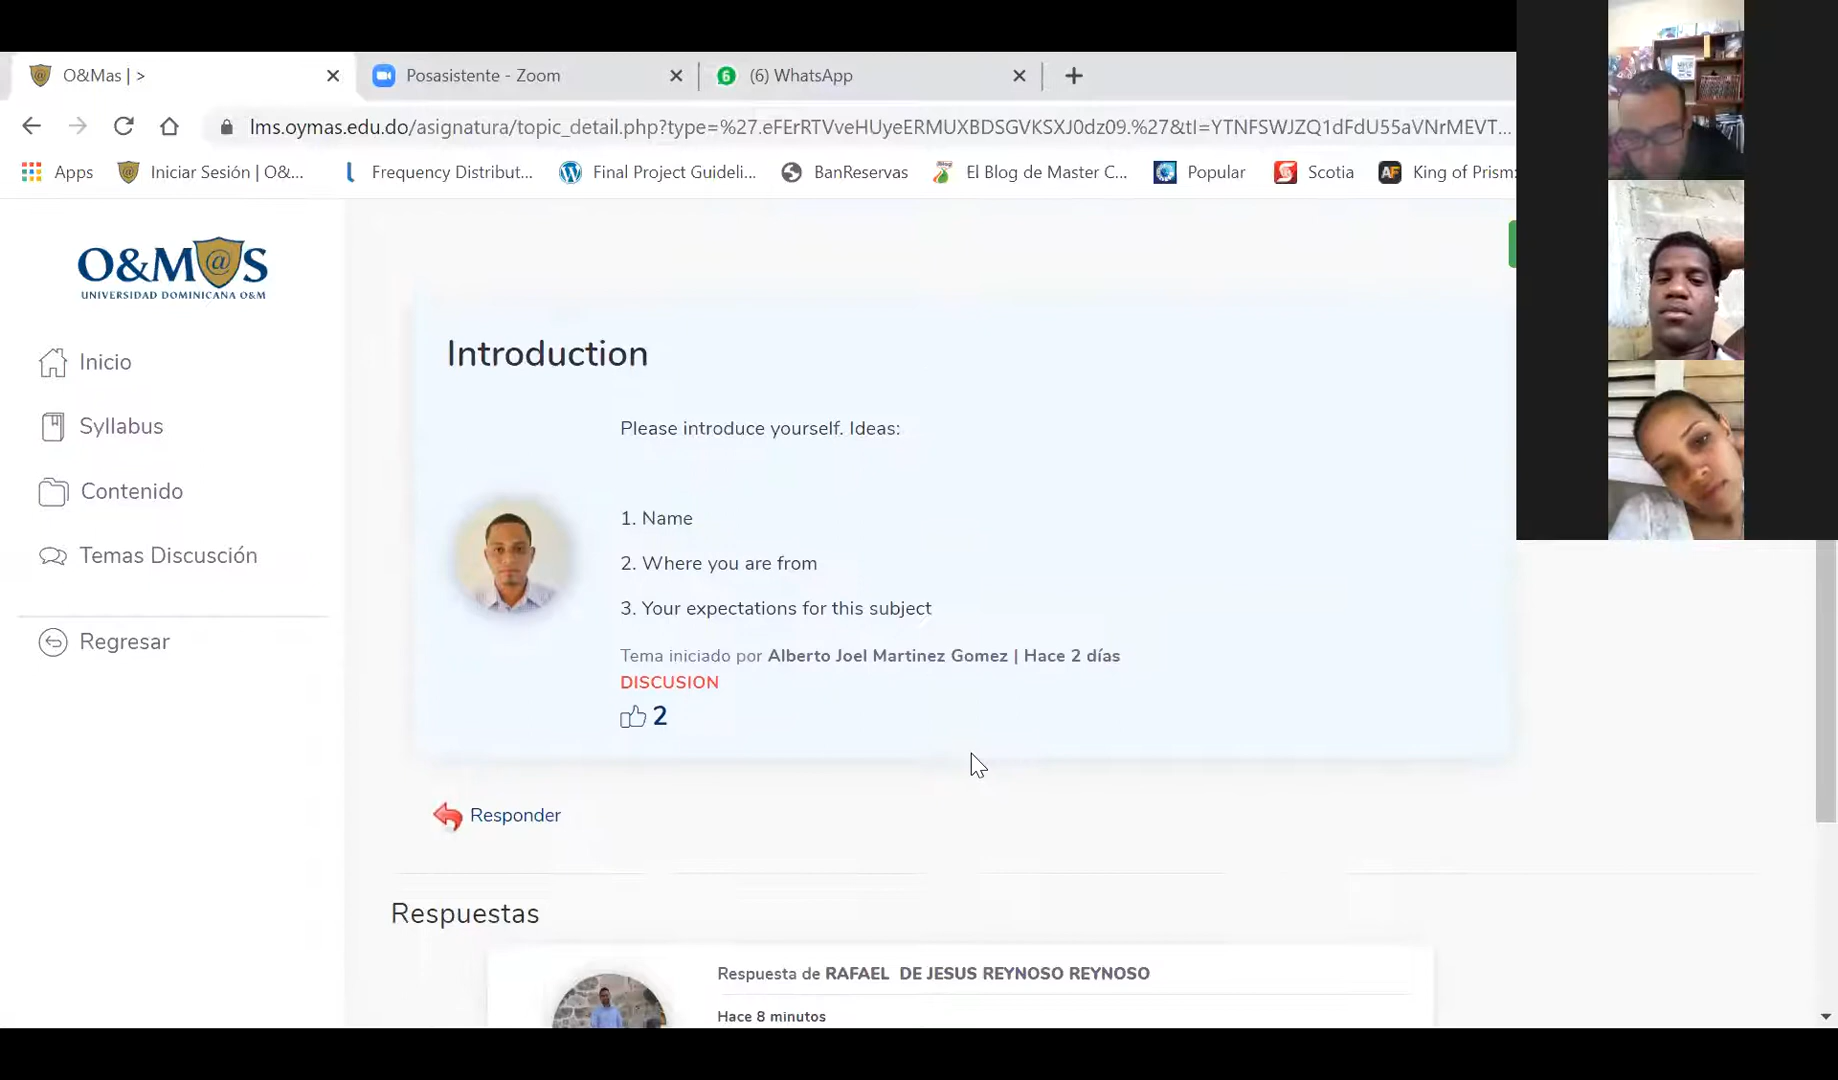 O&Mas | >
Posasistente - Zoom
6
(6) WhatsApp
lms.oymas.edu.do/asignatura/topic_detail.php?type=%27.eFErRTVveHUyeERMUXBDSGVKSXJ0dz09.%27&tI=YTNFSWJZQ1dFdU55aVNrMEVT...
Apps
Iniciar Sesión | O&...
Frequency Distribut...
Final Project Guideli...
BanReservas
El Blog de Master C...
Popular
Scotia
AF King of Prism:
O&M@S
UNIVERSIDAD DOMINICANA O&M
Inicio
Syllabus
Contenido
Temas Discusción
Regresar
Introduction
Please introduce yourself. Ideas:
1. Name
2. Where you are from
3. Your expectations for this subject
Tema iniciado por Alberto Joel Martinez Gomez | Hace 2 días
DISCUSION
2
Responder
Respuestas
Respuesta de RAFAEL DE JESUS REYNOSO REYNOSO
Hace 8 minutos